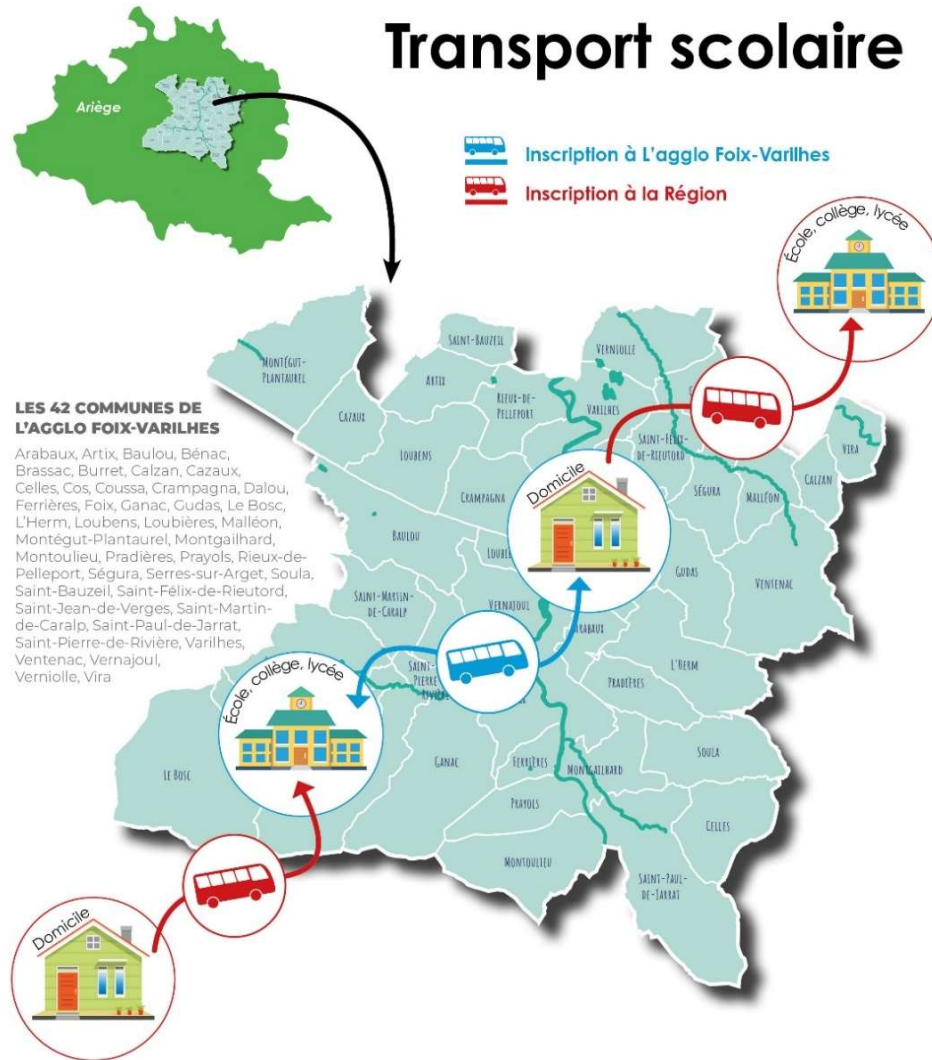 Transport scolaire
Ariège
Inscription à L'agglo Foix-Varilhes
Inscription à la Région
École, collège, lycée
LES 42 COMMUNES DE
L'AGGLO FOIX-VARILHES
Arabaux, Artix, Baulou, Bénac,
Brassac, Burret, Calzan, Cazaux,
Celles, Cos, Coussa, Crampagna, Dalou,
Ferrières, Foix, Ganac, Gudas, Le Bosc,
L'Herm, Loubens, Loubières, Malléon,
Montégut-Plantaurel, Montgailhard,
Montoulieu, Pradières, Prayols, Rieux-de-
Pelleport, Ségura, Serres-sur-Arget, Soula,
Saint-Bauzeil, Saint-Félix-de-Rieutord,
Saint-Jean-de-Verges, Saint-Martin-
de-Caralp, Saint-Paul-de-Jarrat,
Saint-Pierre-de-Rivière, Varilhes,
Ventenac, Vernajoul,
Verniolle, Vira
SAINT-BAUZEIL
VERNIOLLE
MONTÉGUT-
PLANTAUREL
ARTIX
RIEUX-DE-
PELLEPORT
VARILHES
CAZAUX
LOUBENS
SAINT-FÉLIX-
DE-RIEUTORD
VIRA
CALZAN
CRAMPAGNA
Domicile
SÉGURA
MALLÉON
BAULOU
GUDAS
VENTENAC
SAINT-MARTIN-
DE-CARALP
VERNAJOUL
ARABAUX
L'HERM
PRADIÈRES
SAINT-
PIERRE
RIVIÈRE
École, collège, lycée
LE BOSC
GANAC
FERRIÈRES
MONTGAILHARD
SOULA
PRAYOLS
CELLES
MONTOULIEU
SAINT-PAUL-
DE-JARRAT
Domicile